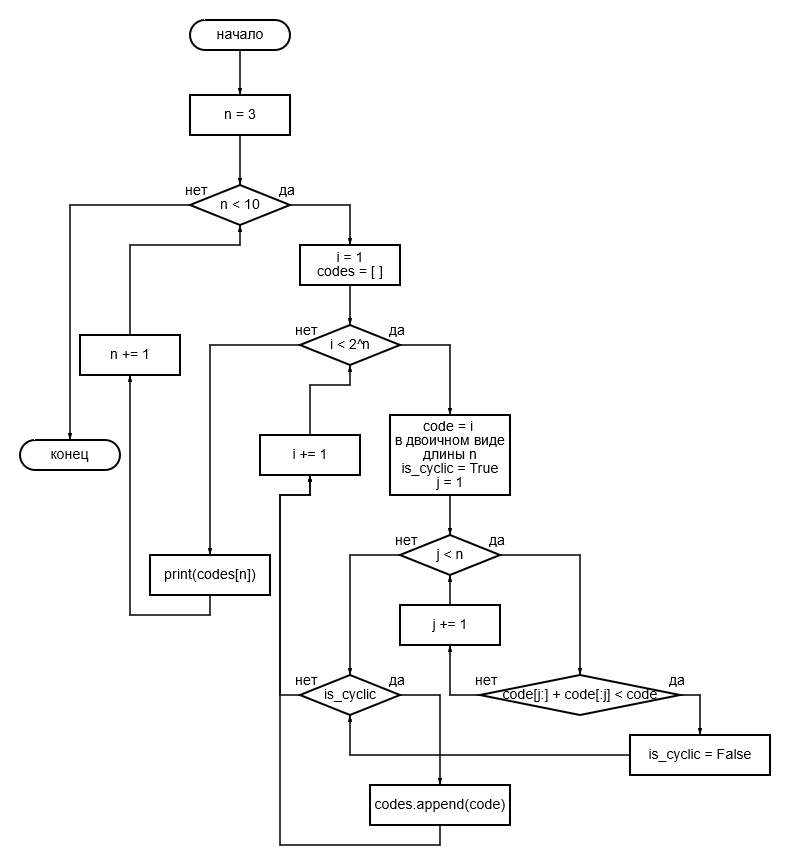 начало
n = 3
нет
да
n < 10
i = 1
codes = [ ]
нет
да
i < 2^n
n += 1
code = i
в двоичном виде
длины n
is_cyclic = True
j = 1
i += 1
конец
нет
да
j < n
print(codes[n])
j += 1
нет
да
is_cyclic
нет
да
code[j:] + code[:j] < code
is_cyclic = False
codes.append(code)